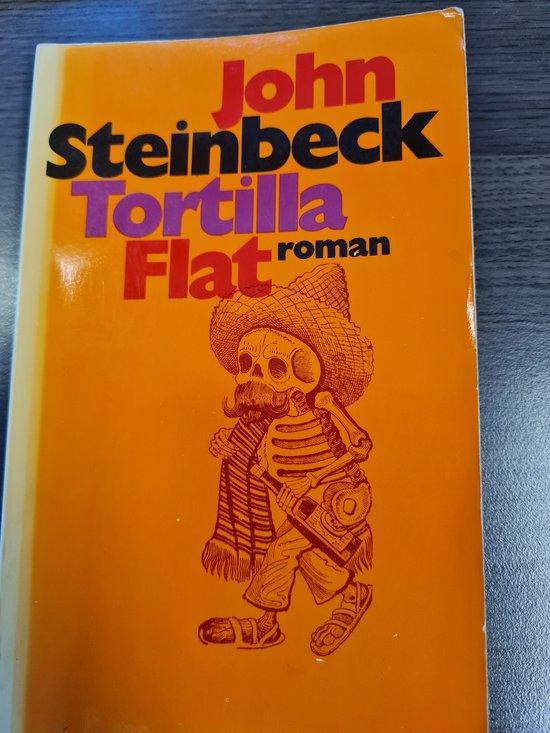 John
Steinbeck
Tortilla
Flat roman